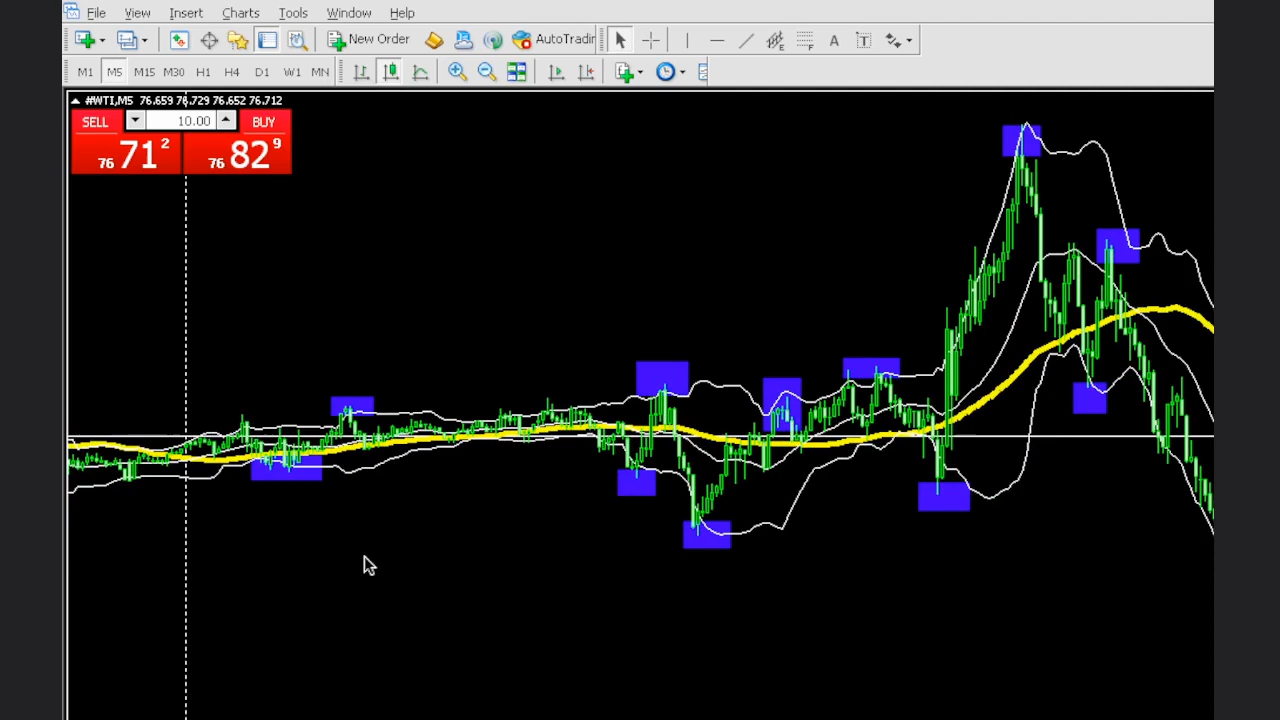 File View Insert Charts Tools Window Help
New Order AutoTradin A T
M1 M5 M15 M30 H1 H4 D1 W1 MN
#WTI,M5 76.659 76.729 76.652 76.712
SELL 10.00 BUY
76 71 2 76 82 9